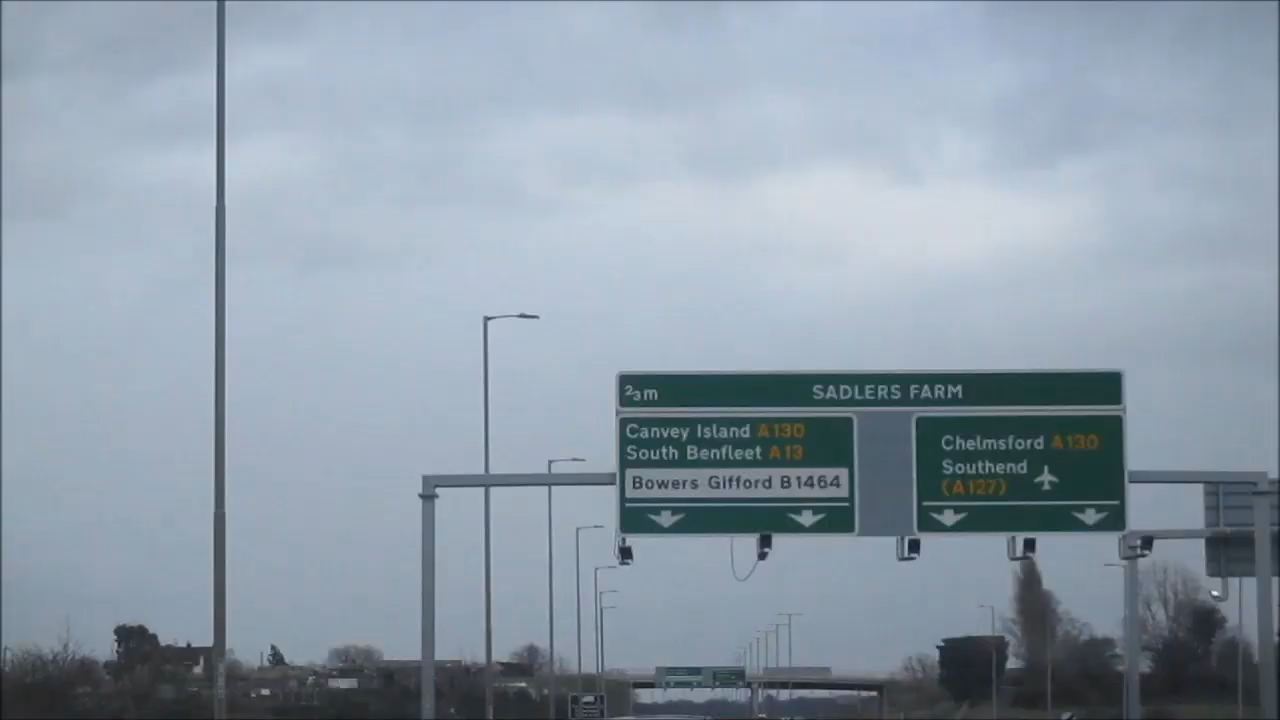 ⅔m SADLERS FARM
Canvey Island A130
South Benfleet A13
Bowers Gifford B1464
Chelmsford A130
Southend
(A127)